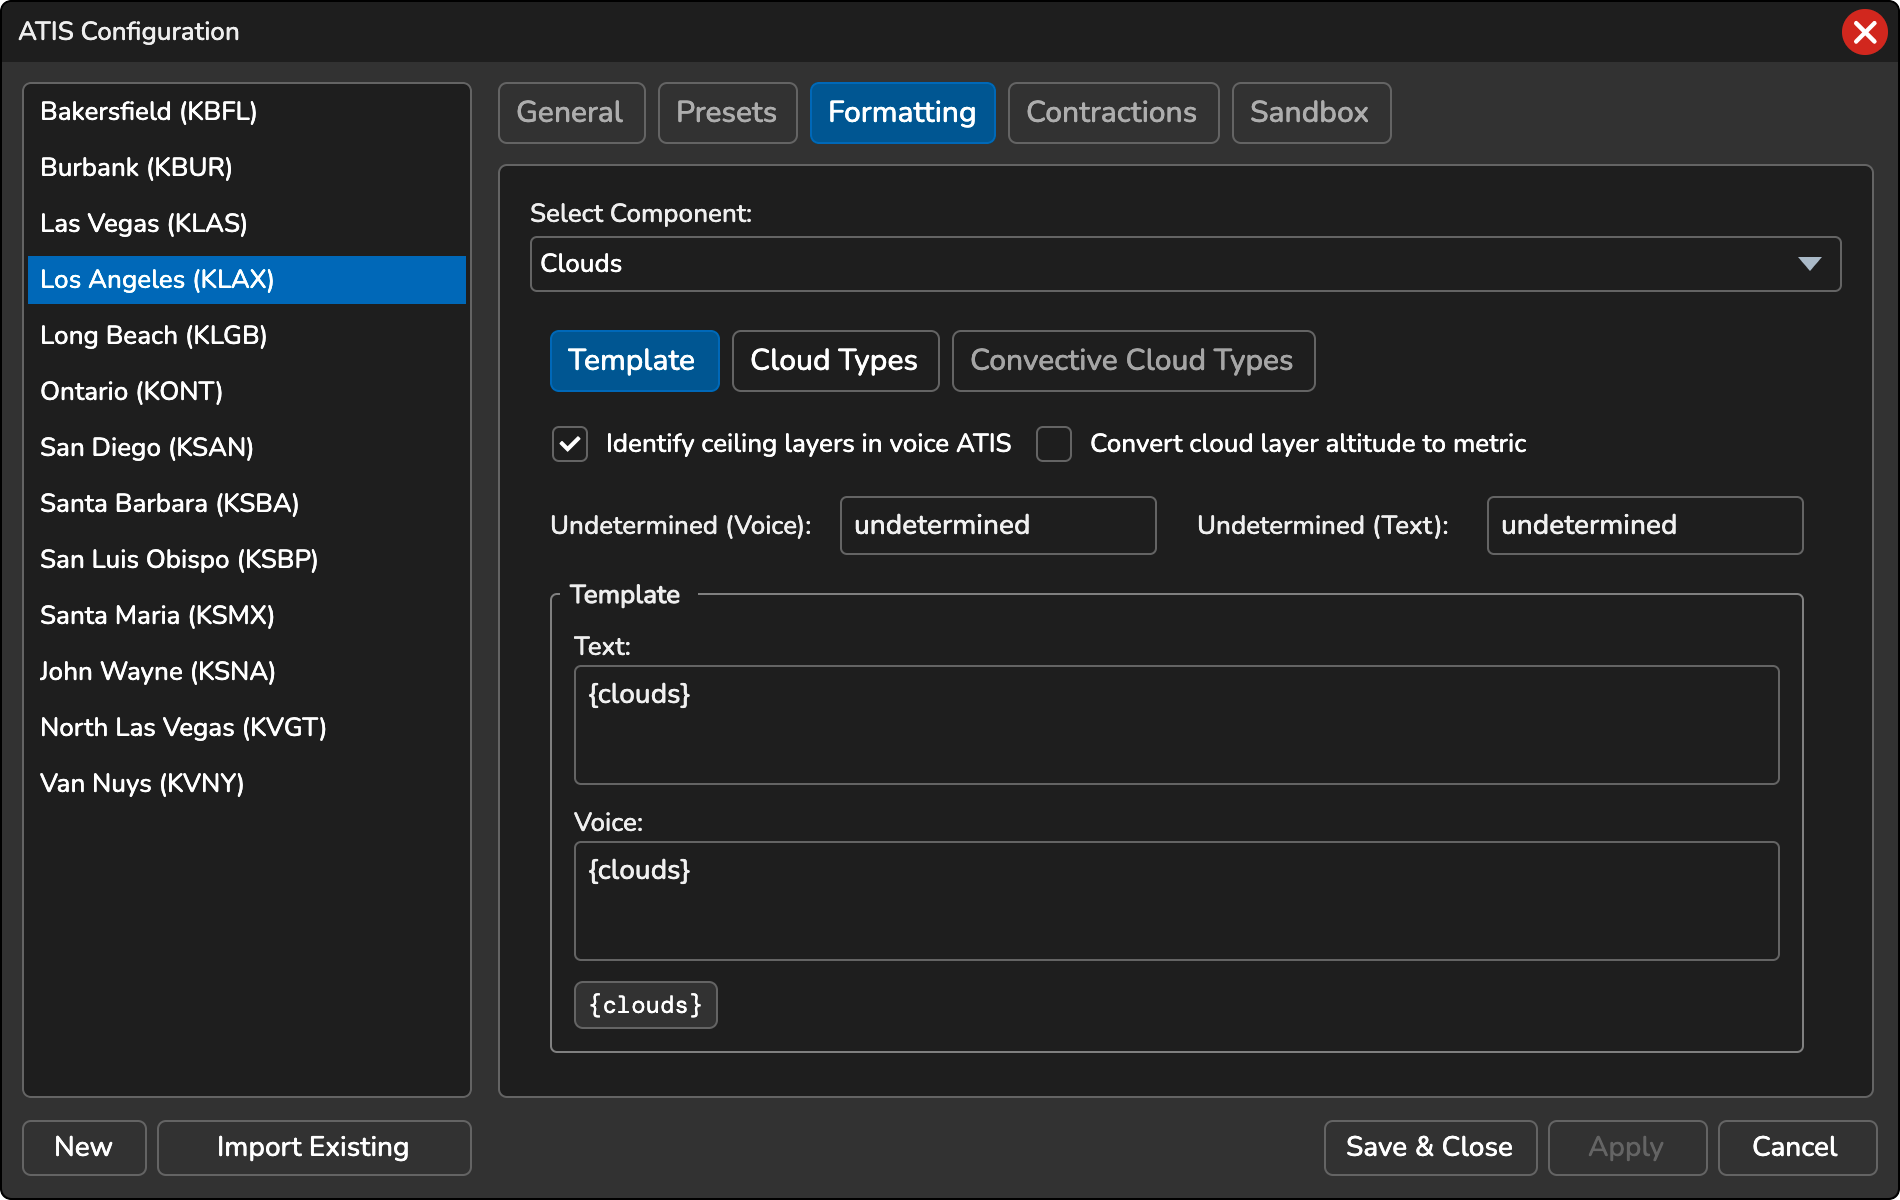 ATIS Configuration
Bakersfield (KBFL)
Burbank (KBUR)
Las Vegas (KLAS)
Los Angeles (KLAX)
Long Beach (KLGB)
Ontario (KONT)
San Diego (KSAN)
Santa Barbara (KSBA)
San Luis Obispo (KSBP)
Santa Maria (KSMX)
John Wayne (KSNA)
North Las Vegas (KVGT)
Van Nuys (KVNY)
New
Import Existing
General Presets Formatting Contractions Sandbox
Select Component:
Clouds
Template Cloud Types Convective Cloud Types
Identify ceiling layers in voice ATIS Convert cloud layer altitude to metric
Undetermined (Voice): undetermined Undetermined (Text): undetermined
Template
Text:
{clouds}
Voice:
{clouds}
{clouds}
Save & Close Apply Cancel